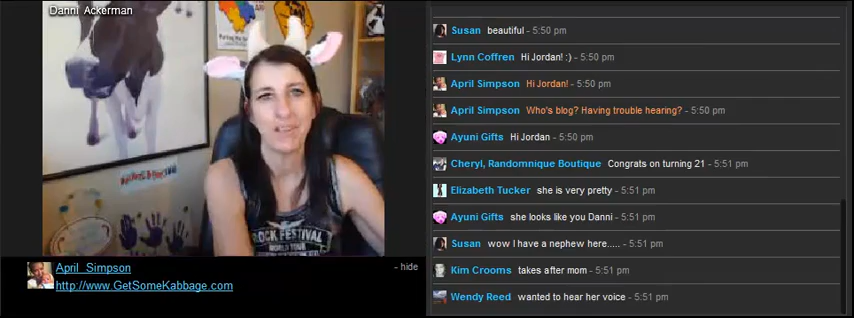 Danni Ackerman
ROCK FESTIVAL
WORLD TOUR
April Simpson
- hide
http://www.GetSomeKabbage.com
Susan beautiful - 5:50 pm
Lynn Coffren Hi Jordan! :) - 5:50 pm
April Simpson Hi Jordan! - 5:50 pm
April Simpson Who's blog? Having trouble hearing? - 5:50 pm
Ayuni Gifts Hi Jordan - 5:50 pm
Cheryl, Randomnique Boutique Congrats on turning 21 - 5:51 pm
Elizabeth Tucker she is very pretty - 5:51 pm
Ayuni Gifts she looks like you Danni - 5:51 pm
Susan wow I have a nephew here..... - 5:51 pm
Kim Crooms takes after mom - 5:51 pm
Wendy Reed wanted to hear her voice - 5:51 pm